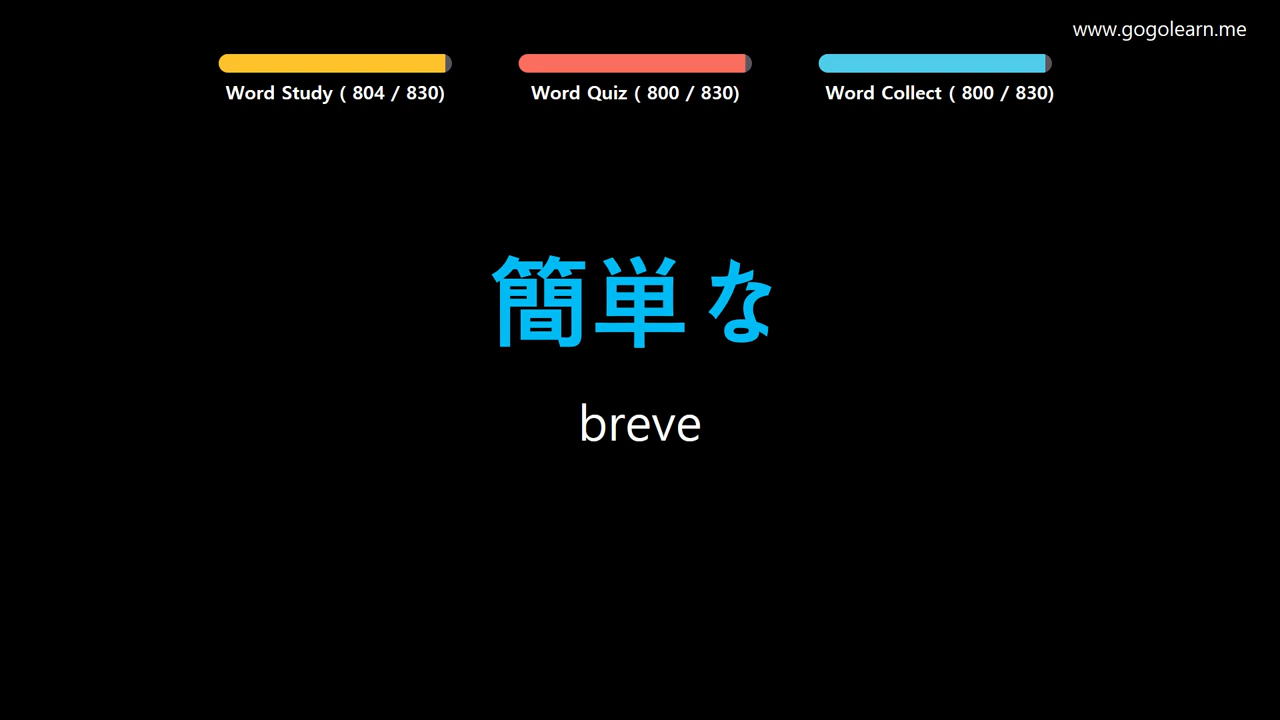 www.gogolearn.me
Word Study ( 804 / 830)
Word Quiz ( 800 / 830)
Word Collect ( 800 / 830)
簡単な
breve